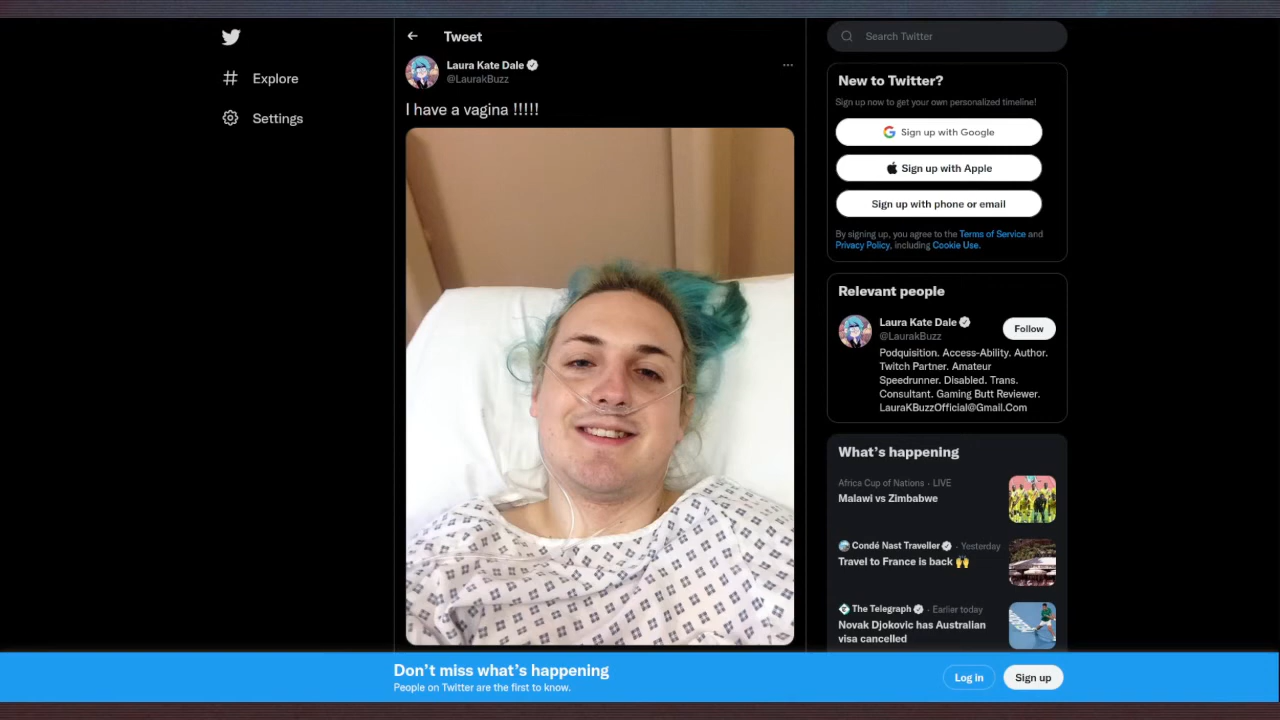 Tweet
Search Twitter
Explore
Settings
Laura Kate Dale
@LaurakBuzz
I have a vagina !!!!!
New to Twitter?
Sign up now to get your own personalized timeline!
Sign up with Google
Sign up with Apple
Sign up with phone or email
By signing up, you agree to the Terms of Service and
Privacy Policy, including Cookie Use.
Relevant people
Laura Kate Dale
@LaurakBuzz
Follow
Podquisition. Access-Ability. Author.
Twitch Partner. Amateur
Speedrunner. Disabled. Trans.
Consultant. Gaming Butt Reviewer.
LauraKBuzzOfficial@Gmail.Com
What's happening
Africa Cup of Nations · LIVE
Malawi vs Zimbabwe
Condé Nast Traveller · Yesterday
Travel to France is back 🙌
The Telegraph · Earlier today
Novak Djokovic has Australian
visa cancelled
Don't miss what's happening
People on Twitter are the first to know.
Log in
Sign up